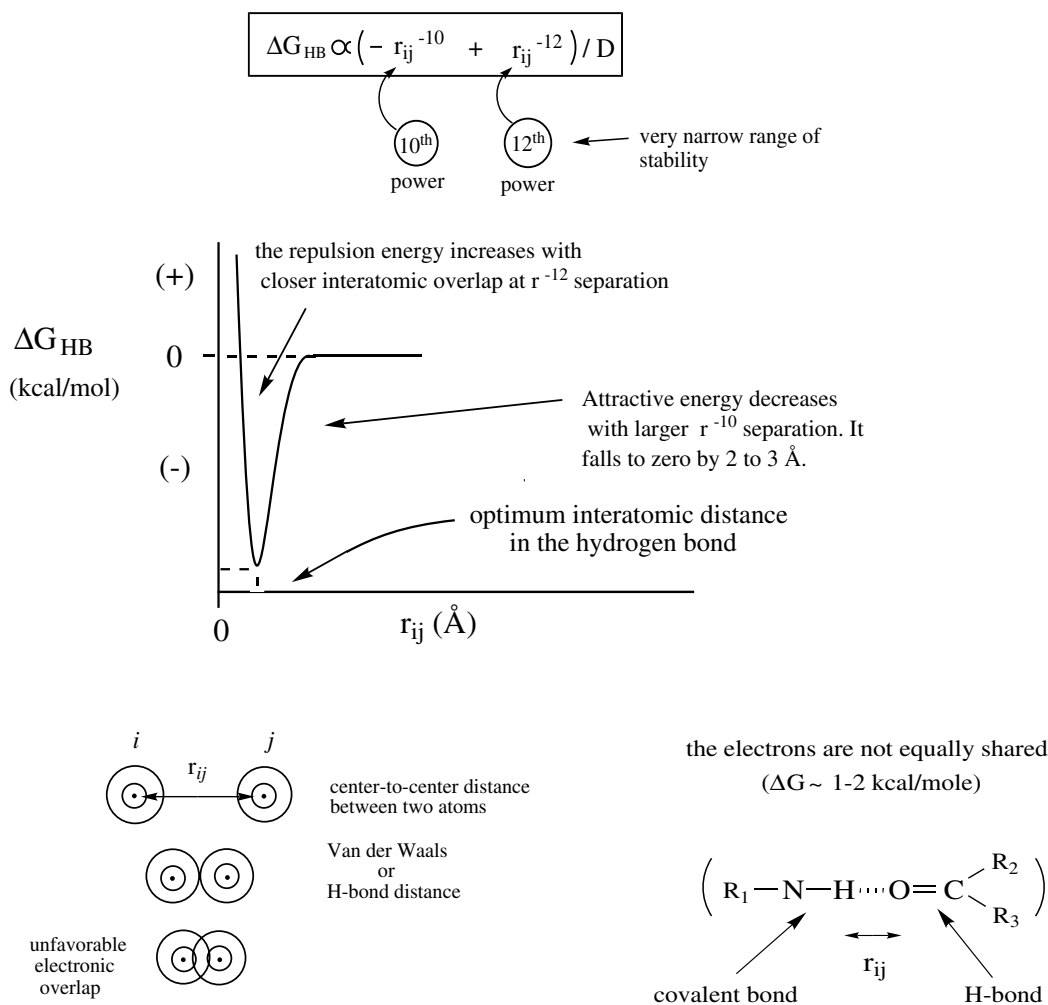 ΔG_HB ∝ (− r_ij^-10 + r_ij^-12) / D
10th
power
12th
power
very narrow range of
stability
the repulsion energy increases with
closer interatomic overlap at r^-12 separation
(+)
ΔG_HB
(kcal/mol)
0
(-)
Attractive energy decreases
with larger r^-10 separation. It
falls to zero by 2 to 3 Å.
optimum interatomic distance
in the hydrogen bond
0
r_ij (Å)
i
j
r_ij
center-to-center distance
between two atoms
Van der Waals
or
H-bond distance
unfavorable
electronic
overlap
the electrons are not equally shared
(ΔG ~ 1-2 kcal/mole)
R2
(R1—N—H····O=C)
R3
r_ij
covalent bond
H-bond